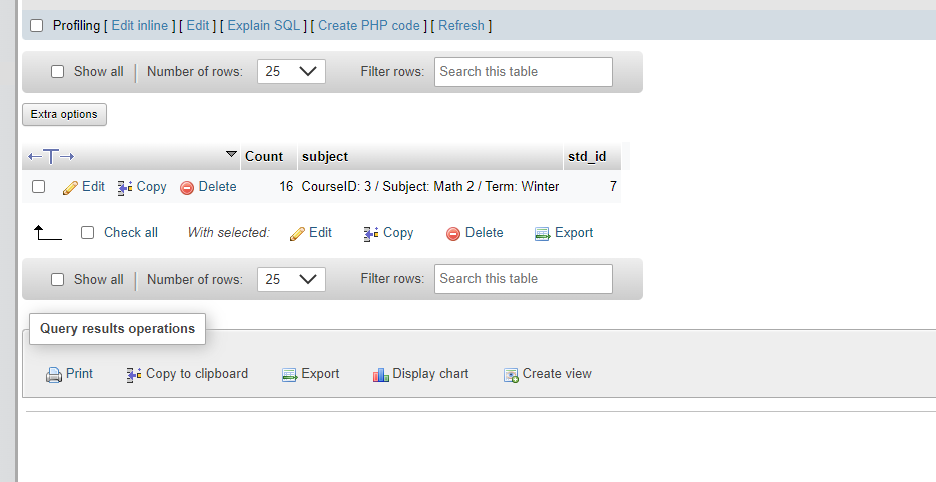 Profiling [ Edit inline ] [ Edit ] [ Explain SQL ] [ Create PHP code ] [ Refresh ]
Show all Number of rows: 25 Filter rows: Search this table
Extra options
←T→ Count subject std_id
Edit Copy Delete 16 CourseID: 3 / Subject: Math 2 / Term: Winter 7
Check all With selected: Edit Copy Delete Export
Show all Number of rows: 25 Filter rows: Search this table
Query results operations
Print Copy to clipboard Export Display chart Create view